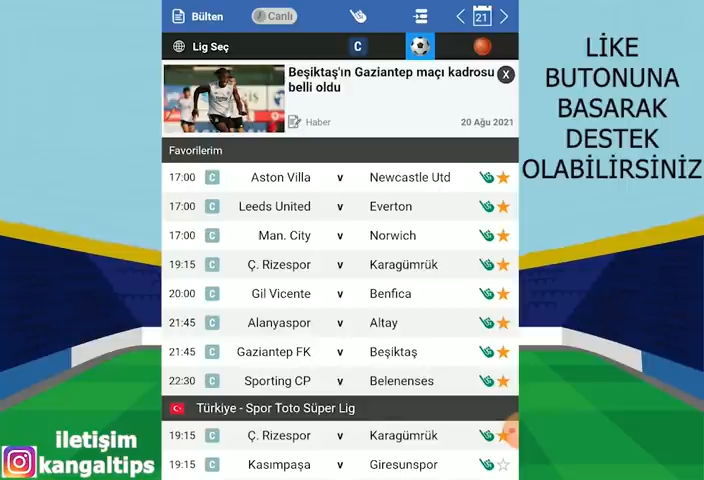 Bülten
Canlı
21
Lig Seç
C
Beşiktaş'ın Gaziantep maçı kadrosu
belli oldu
X
Haber
20 Ağu 2021
Favorilerim
17:00 C Aston Villa v Newcastle Utd
17:00 C Leeds United v Everton
17:00 C Man. City v Norwich
19:15 C Ç. Rizespor v Karagümrük
20:00 C Gil Vicente v Benfica
21:45 C Alanyaspor v Altay
21:45 C Gaziantep FK v Beşiktaş
22:30 C Sporting CP v Belenenses
Türkiye - Spor Toto Süper Lig
19:15 C Ç. Rizespor v Karagümrük
19:15 C Kasımpaşa v Giresunspor
LİKE
BUTONUNA
BASARAK
DESTEK
OLABİLİRSİNİZ
iletişim
kangaltips